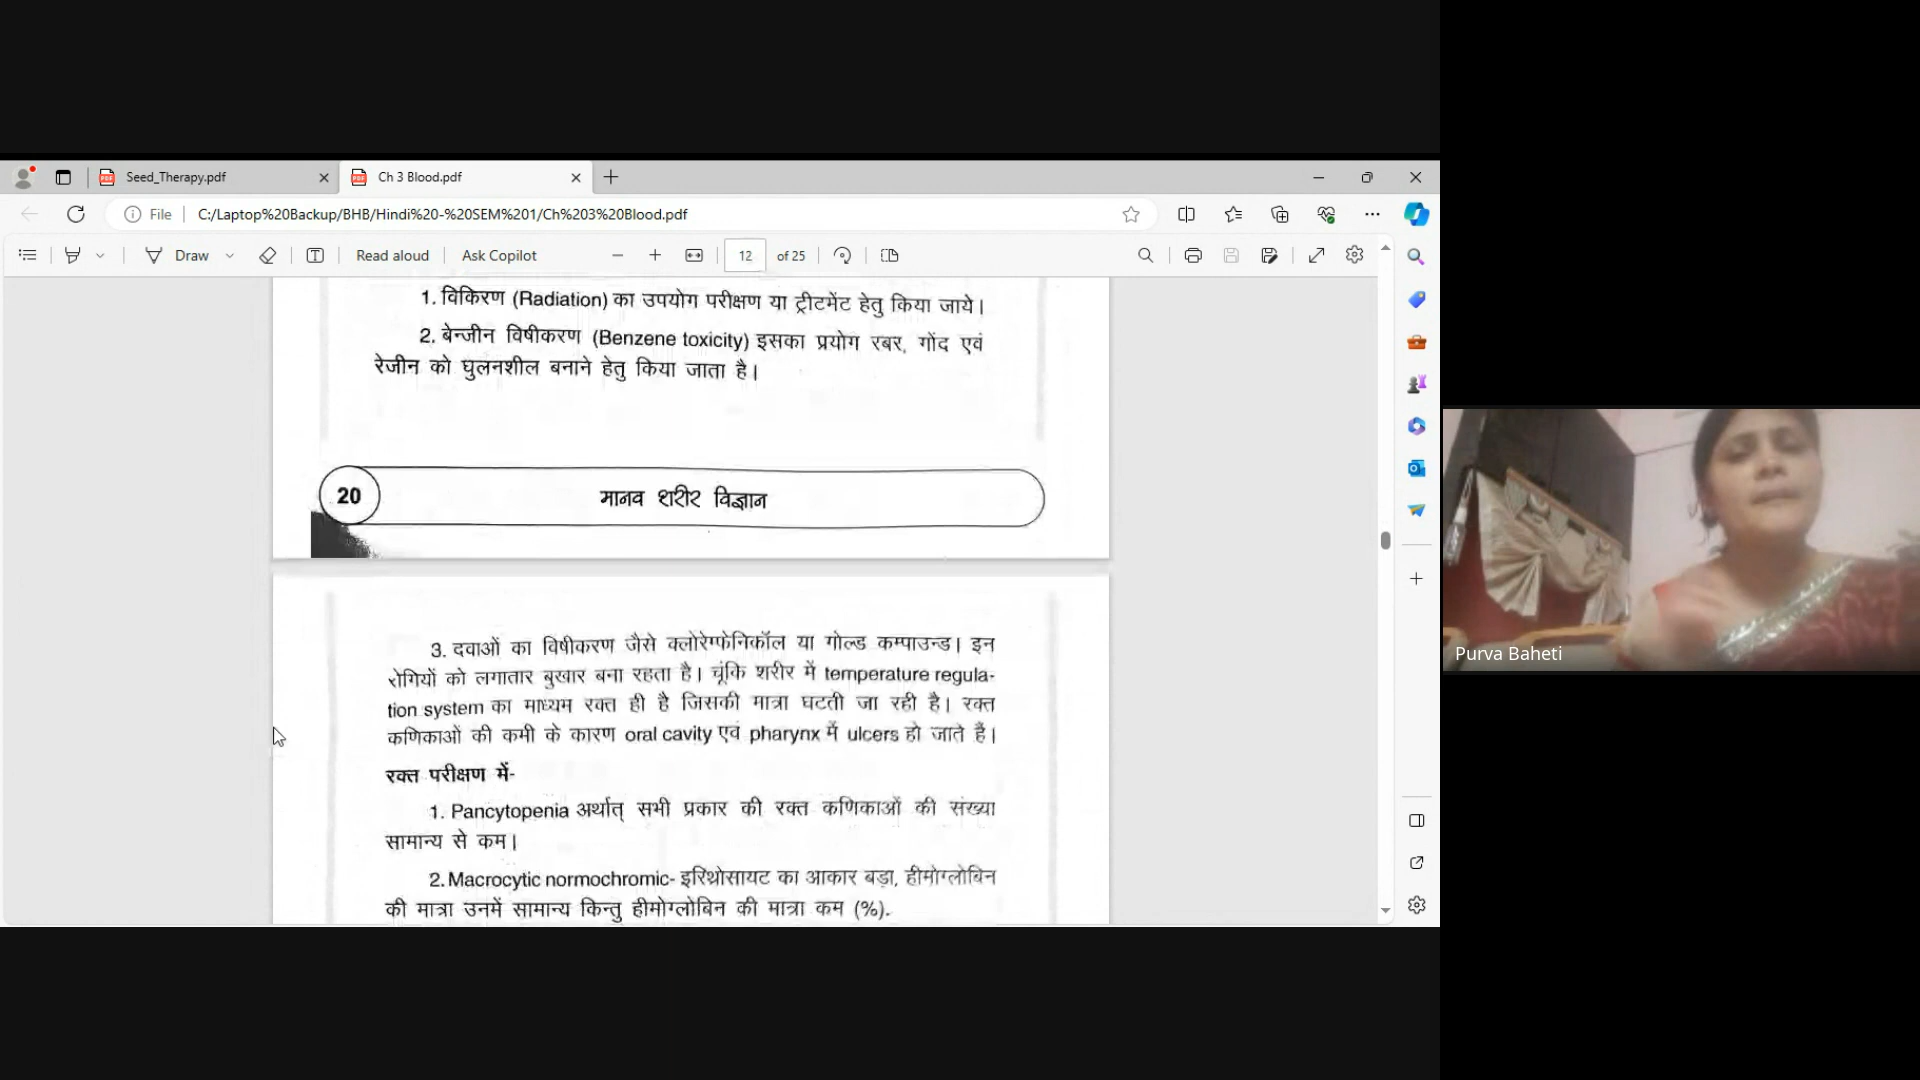 Seed_Therapy.pdf
Ch 3 Blood.pdf
File
C:/Laptop%20Backup/BHB/Hindi%20-%20SEM%201/Ch%203%20Blood.pdf
Draw
Read aloud
Ask Copilot
12
of 25
1. विकिरण (Radiation) का उपयोग परीक्षण या ट्रीटमेंट हेतु किया जाये।
2. बेन्जीन विषीकरण (Benzene toxicity) इसका प्रयोग रबर, गोंद एवं
रेजीन को घुलनशील बनाने हेतु किया जाता है।
20
मानव शरीर विज्ञान
3. दवाओं का विषीकरण जैसे क्लोरेम्फेनिकॉल या गोल्ड कम्पाउन्ड। इन
रोगियों को लगातार बुखार बना रहता है। चूंकि शरीर में temperature regula-
tion system का माध्यम रक्त ही है जिसकी मात्रा घटती जा रही है। रक्त
कणिकाओं की कमी के कारण oral cavity एवं pharynx में ulcers हो जाते हैं।
रक्त परीक्षण में-
1. Pancytopenia अर्थात् सभी प्रकार की रक्त कणिकाओं की संख्या
सामान्य से कम।
2. Macrocytic normochromic- इरिथ्रोसायट का आकार बड़ा, हीमोग्लोबिन
की मात्रा उनमें सामान्य किन्तु हीमोग्लोबिन की मात्रा कम (%).
Purva Baheti